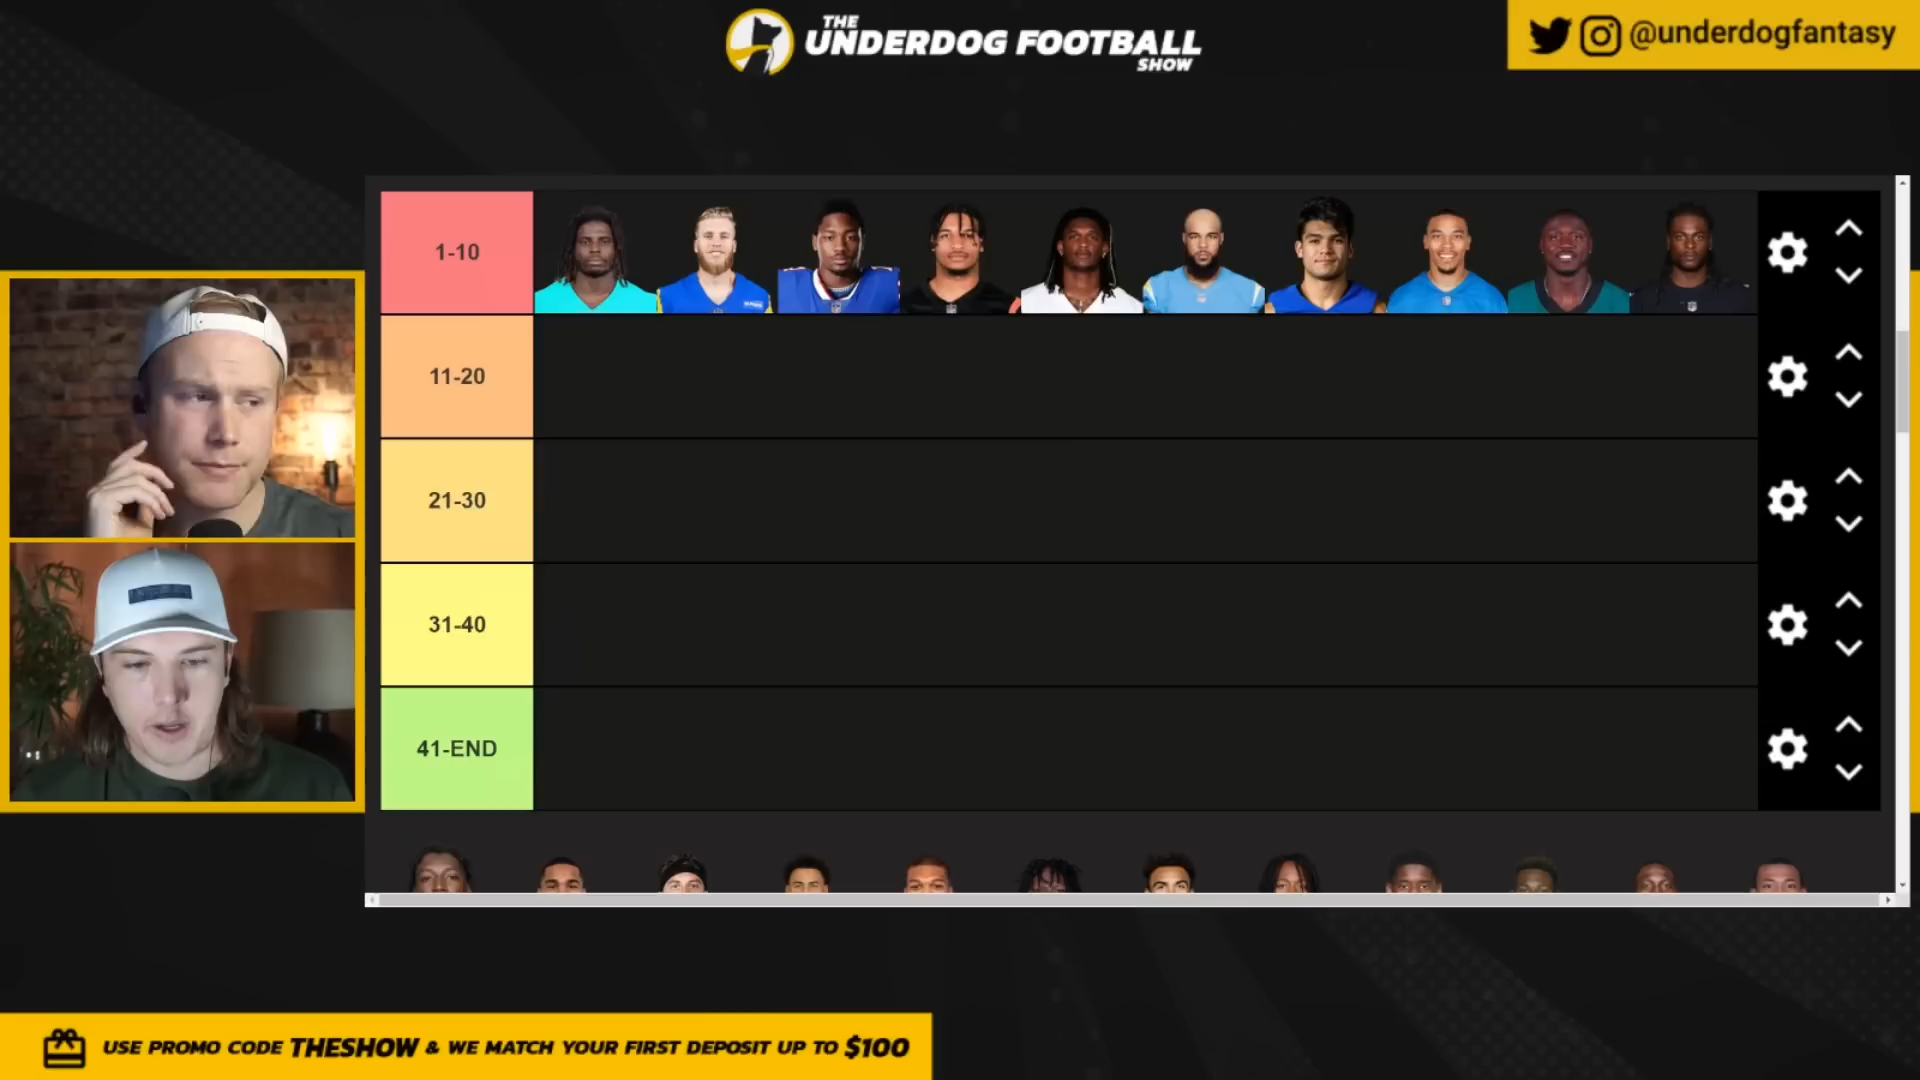 THE
UNDERDOG FOOTBALL
SHOW
@underdogfantasy
1-10
11-20
21-30
31-40
41-END
USE PROMO CODE THESHOW & WE MATCH YOUR FIRST DEPOSIT UP TO $100